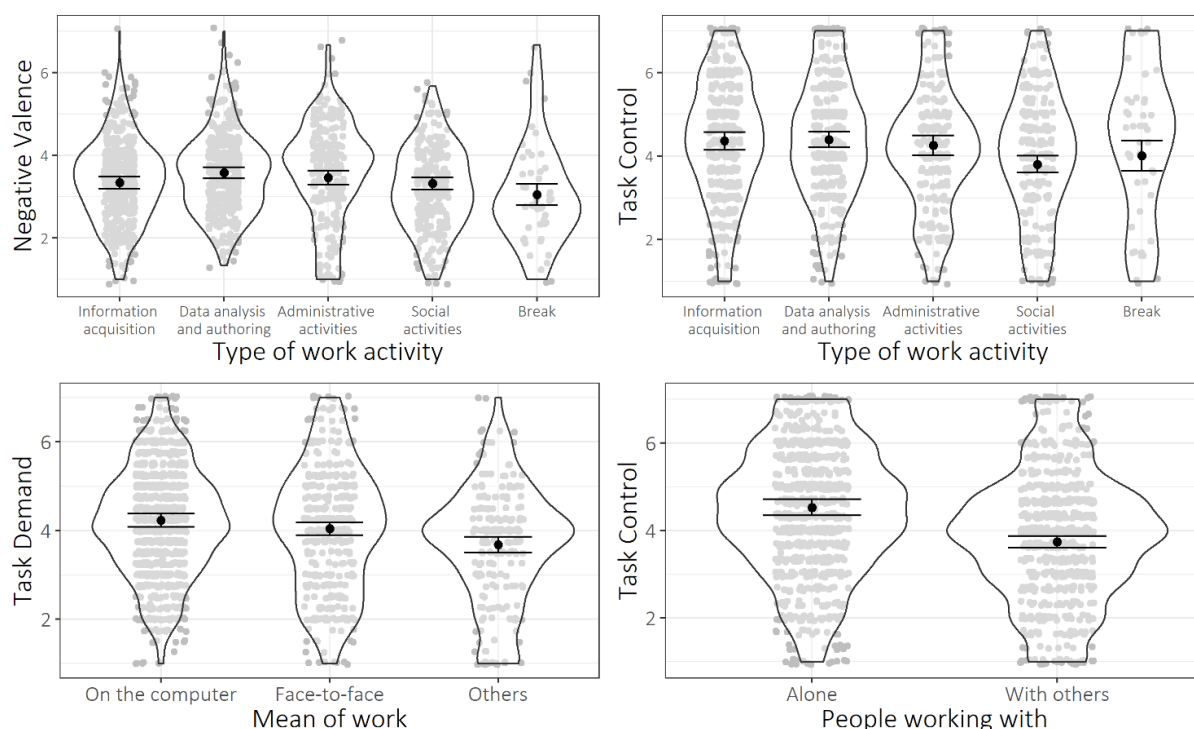 Negative Valence
6
4
2
Information acquisition
Data analysis and authoring
Administrative activities
Social activities
Break
Type of work activity
Task Control
6
4
2
Information acquisition
Data analysis and authoring
Administrative activities
Social activities
Break
Type of work activity
Task Demand
6
4
2
On the computer
Face-to-face
Others
Mean of work
Task Control
6
4
2
Alone
With others
People working with